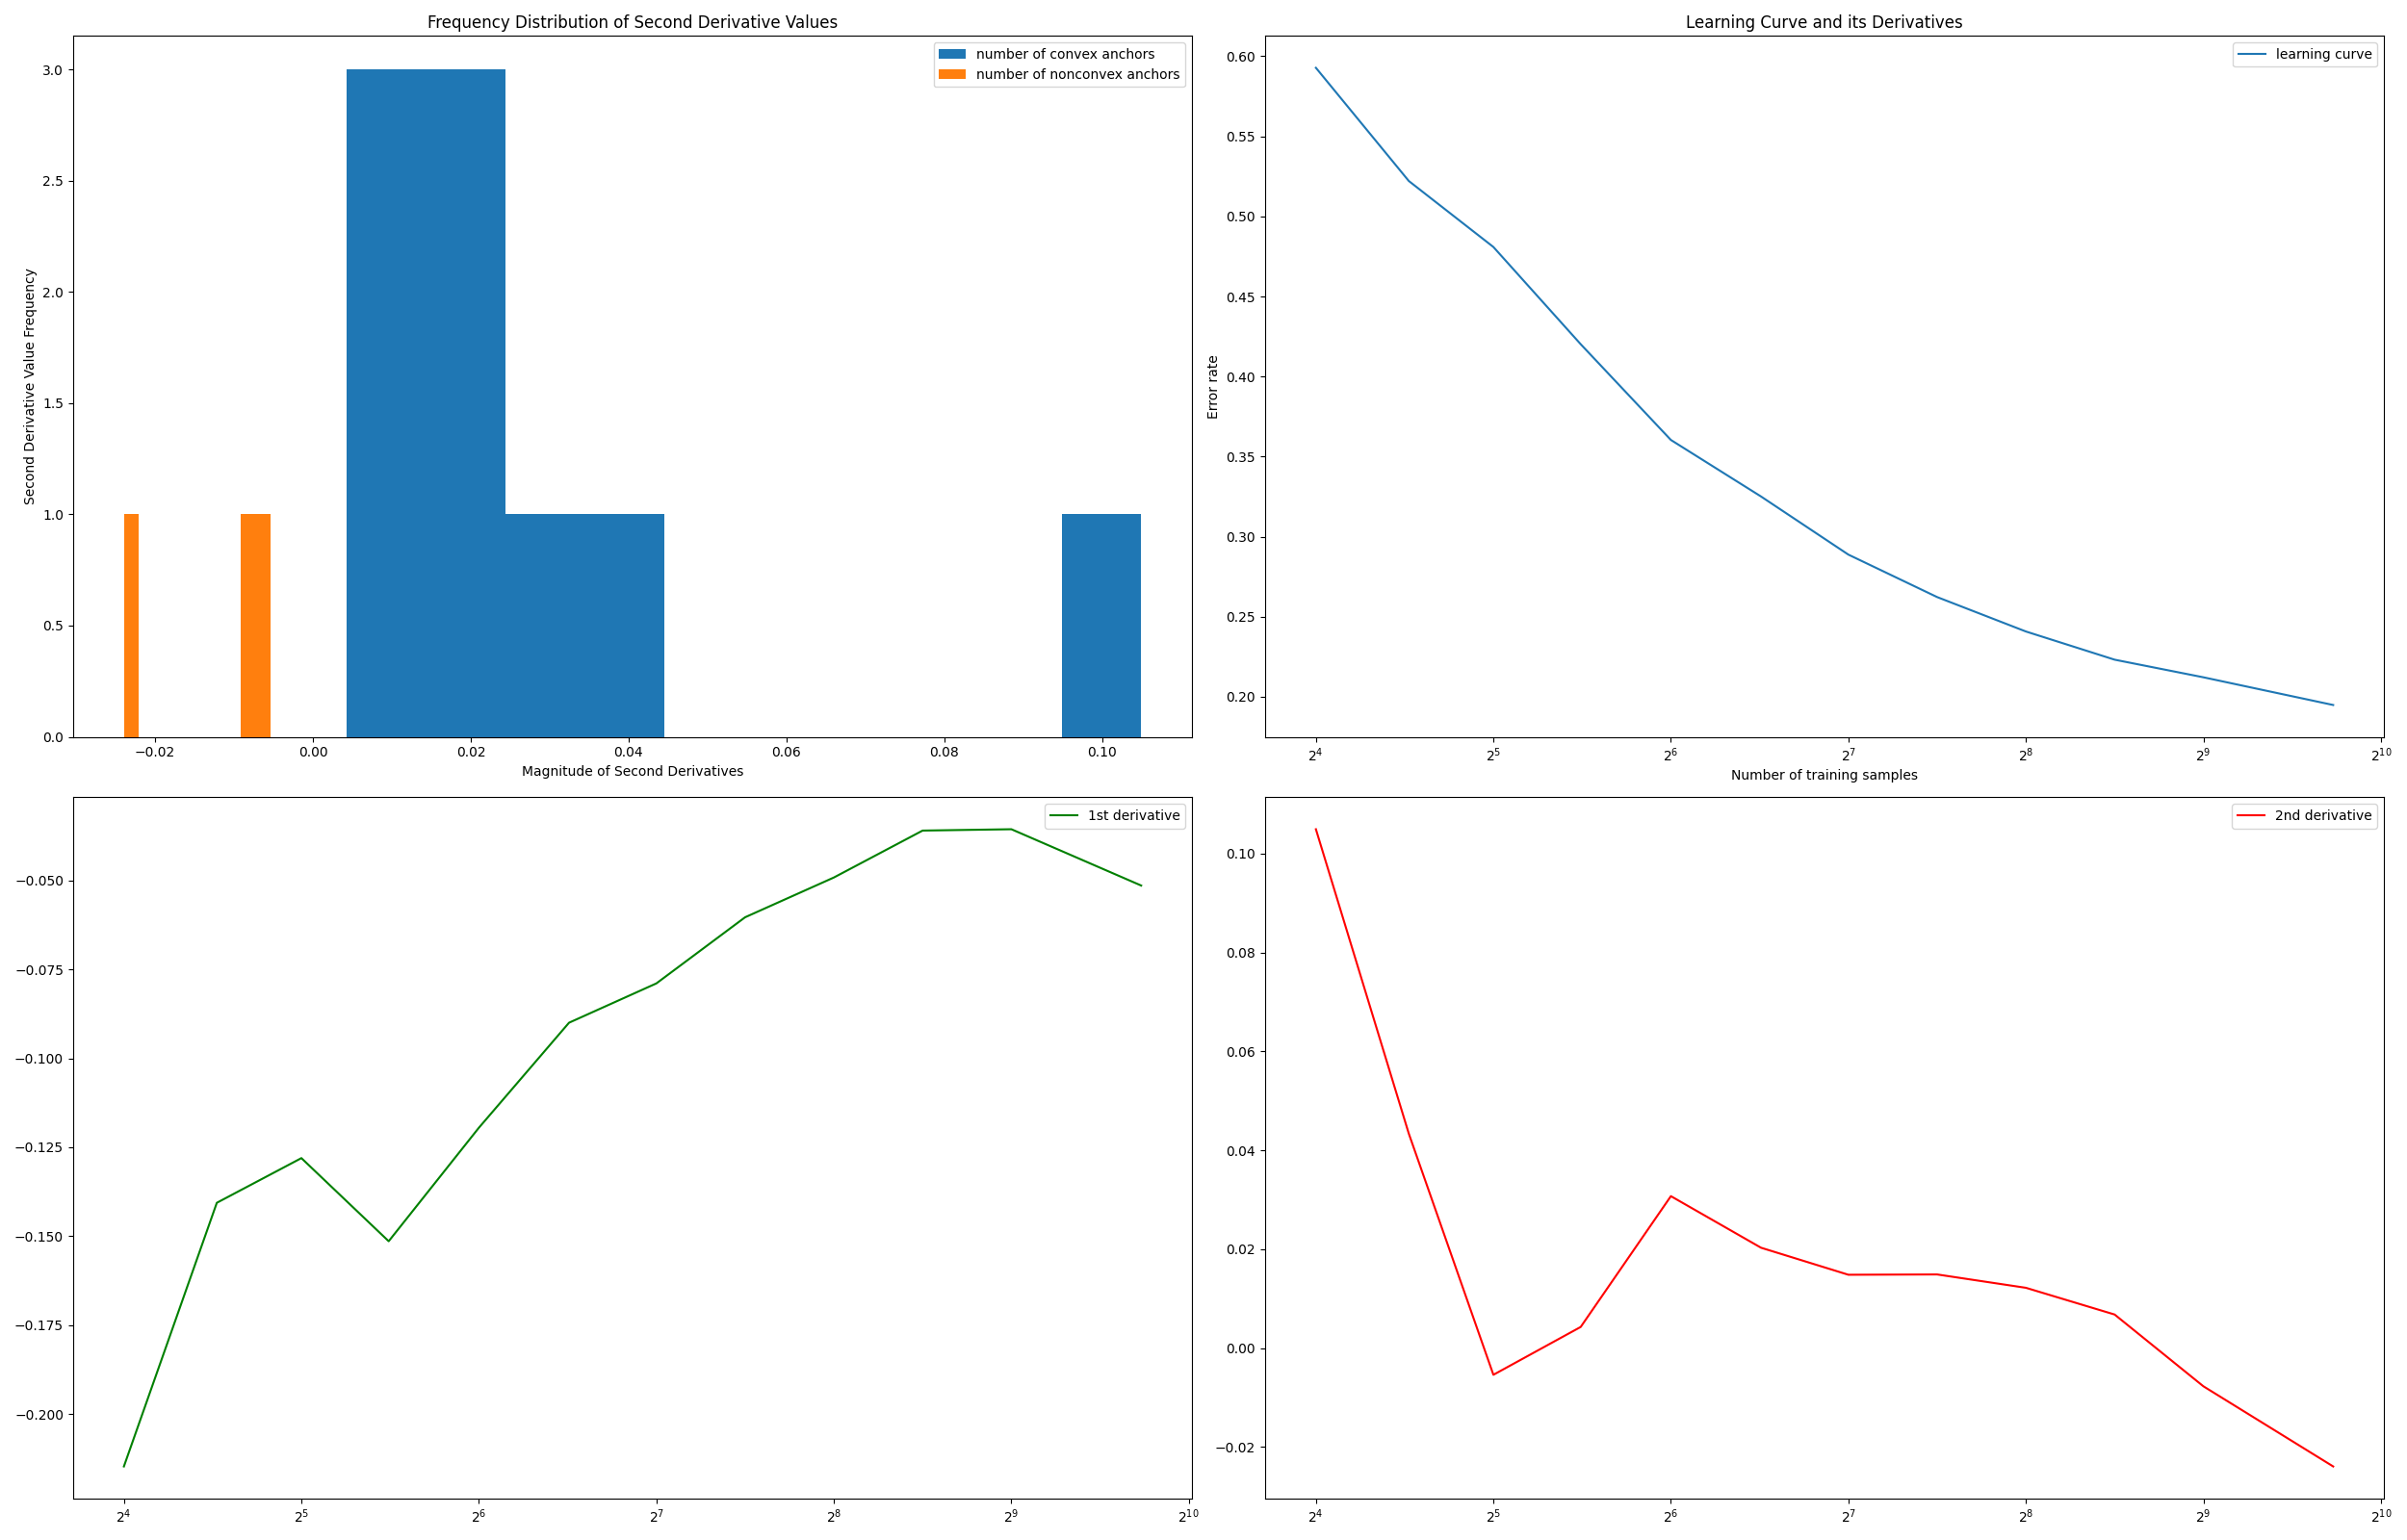 Frequency Distribution of Second Derivative Values
number of convex anchors
number of nonconvex anchors
Second Derivative Value Frequency
3.0
2.5
2.0
1.5
1.0
0.5
0.0
−0.02 0.00 0.02 0.04 0.06 0.08 0.10
Magnitude of Second Derivatives
Learning Curve and its Derivatives
learning curve
Error rate
0.60
0.55
0.50
0.45
0.40
0.35
0.30
0.25
0.20
2⁴ 2⁵ 2⁶ 2⁷ 2⁸ 2⁹ 2¹⁰
Number of training samples
1st derivative
−0.050
−0.075
−0.100
−0.125
−0.150
−0.175
−0.200
2⁴ 2⁵ 2⁶ 2⁷ 2⁸ 2⁹ 2¹⁰
2nd derivative
0.10
0.08
0.06
0.04
0.02
0.00
−0.02
2⁴ 2⁵ 2⁶ 2⁷ 2⁸ 2⁹ 2¹⁰